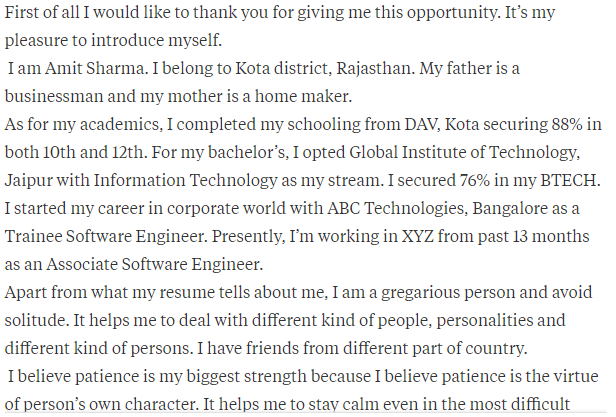 First of all I would like to thank you for giving me this opportunity. It’s my
pleasure to introduce myself.
I am Amit Sharma. I belong to Kota district, Rajasthan. My father is a
businessman and my mother is a home maker.
As for my academics, I completed my schooling from DAV, Kota securing 88% in
both 10th and 12th. For my bachelor’s, I opted Global Institute of Technology,
Jaipur with Information Technology as my stream. I secured 76% in my BTECH.
I started my career in corporate world with ABC Technologies, Bangalore as a
Trainee Software Engineer. Presently, I’m working in XYZ from past 13 months
as an Associate Software Engineer.
Apart from what my resume tells about me, I am a gregarious person and avoid
solitude. It helps me to deal with different kind of people, personalities and
different kind of persons. I have friends from different part of country.
I believe patience is my biggest strength because I believe patience is the virtue
of person’s own character. It helps me to stay calm even in the most difficult